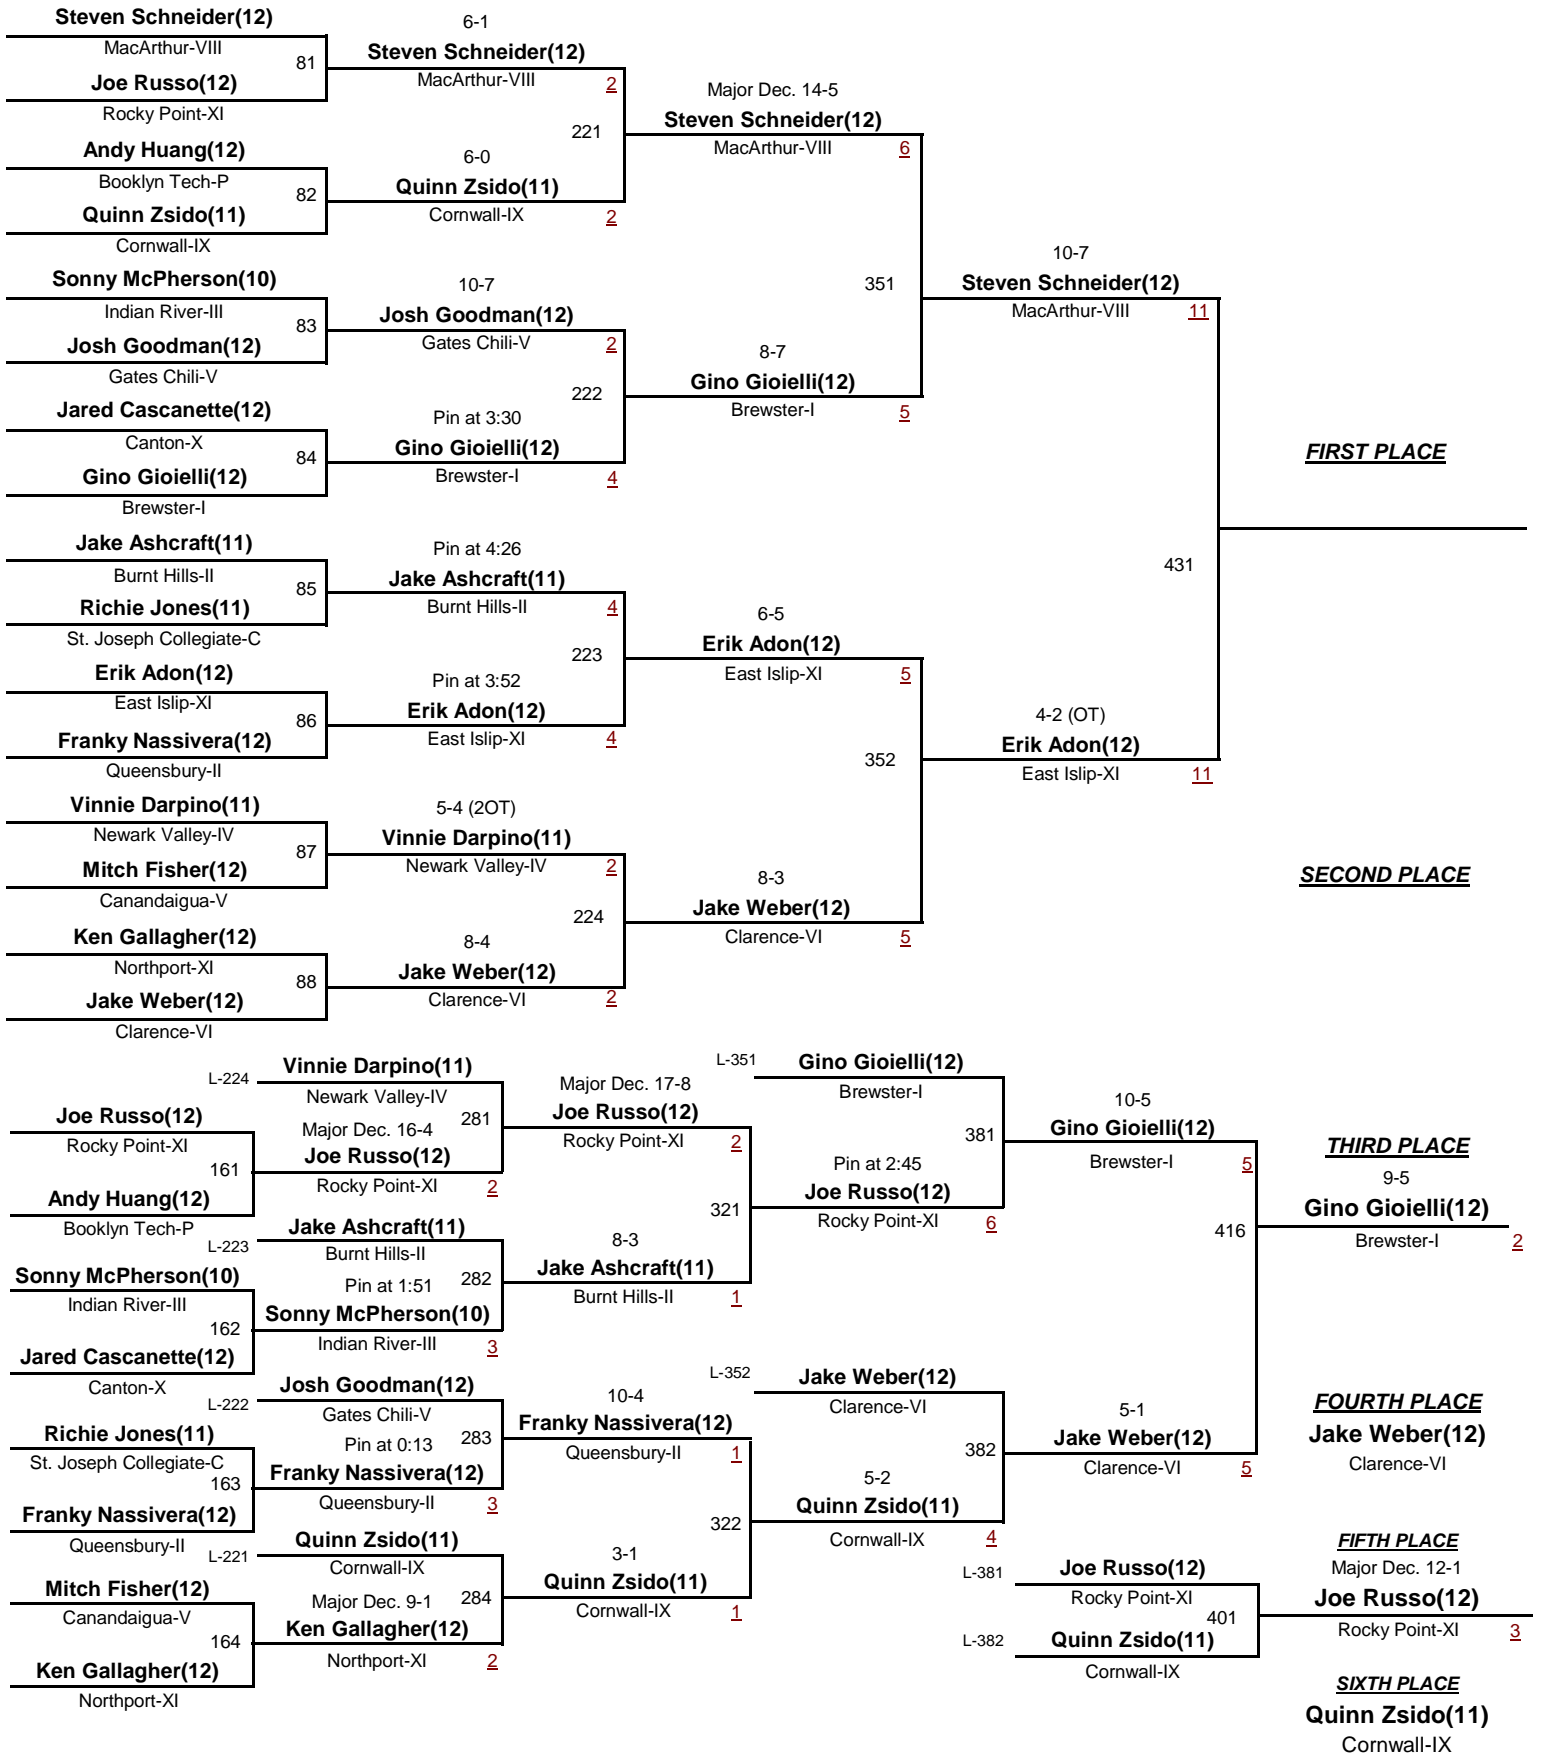 Steven Schneider(12)
MacArthur-VIII
81
Joe Russo(12)
Rocky Point-XI
Andy Huang(12)
Booklyn Tech-P
82
Quinn Zsido(11)
Cornwall-IX
Sonny McPherson(10)
Indian River-III
83
Josh Goodman(12)
Gates Chili-V
Jared Cascanette(12)
Canton-X
84
Gino Gioielli(12)
Brewster-I
Jake Ashcraft(11)
Burnt Hills-II
85
Richie Jones(11)
St. Joseph Collegiate-C
Erik Adon(12)
East Islip-XI
86
Franky Nassivera(12)
Queensbury-II
Vinnie Darpino(11)
Newark Valley-IV
87
Mitch Fisher(12)
Canandaigua-V
Ken Gallagher(12)
Northport-XI
88
Jake Weber(12)
Clarence-VI
6-1
Steven Schneider(12)
MacArthur-VIII
2
221
6-0
Quinn Zsido(11)
Cornwall-IX
2
10-7
Josh Goodman(12)
Gates Chili-V
2
222
Pin at 3:30
Gino Gioielli(12)
Brewster-I
4
Pin at 4:26
Jake Ashcraft(11)
Burnt Hills-II
4
223
Pin at 3:52
Erik Adon(12)
East Islip-XI
4
5-4 (2OT)
Vinnie Darpino(11)
Newark Valley-IV
2
224
8-4
Jake Weber(12)
Clarence-VI
2
Major Dec. 14-5
Steven Schneider(12)
MacArthur-VIII
6
351
8-7
Gino Gioielli(12)
Brewster-I
5
6-5
Erik Adon(12)
East Islip-XI
5
352
8-3
Jake Weber(12)
Clarence-VI
5
10-7
Steven Schneider(12)
MacArthur-VIII
11
431
4-2 (OT)
Erik Adon(12)
East Islip-XI
11
FIRST PLACE
SECOND PLACE
L-224
Vinnie Darpino(11)
Newark Valley-IV
281
Joe Russo(12)
Rocky Point-XI
161
Andy Huang(12)
Booklyn Tech-P
Major Dec. 16-4
Joe Russo(12)
Rocky Point-XI
2
L-223
Jake Ashcraft(11)
Burnt Hills-II
282
Sonny McPherson(10)
Indian River-III
162
Jared Cascanette(12)
Canton-X
Pin at 1:51
Sonny McPherson(10)
Indian River-III
3
L-222
Josh Goodman(12)
Gates Chili-V
283
Richie Jones(11)
St. Joseph Collegiate-C
163
Franky Nassivera(12)
Queensbury-II
Pin at 0:13
Franky Nassivera(12)
Queensbury-II
3
L-221
Quinn Zsido(11)
Cornwall-IX
284
Mitch Fisher(12)
Canandaigua-V
164
Ken Gallagher(12)
Northport-XI
Major Dec. 9-1
Ken Gallagher(12)
Northport-XI
2
Major Dec. 17-8
Joe Russo(12)
Rocky Point-XI
2
321
8-3
Jake Ashcraft(11)
Burnt Hills-II
1
10-4
Franky Nassivera(12)
Queensbury-II
1
322
3-1
Quinn Zsido(11)
Cornwall-IX
1
L-351
Gino Gioielli(12)
Brewster-I
381
Pin at 2:45
Joe Russo(12)
Rocky Point-XI
6
L-352
Jake Weber(12)
Clarence-VI
382
5-2
Quinn Zsido(11)
Cornwall-IX
4
10-5
Gino Gioielli(12)
Brewster-I
5
416
5-1
Jake Weber(12)
Clarence-VI
5
THIRD PLACE
9-5
Gino Gioielli(12)
Brewster-I
2
FOURTH PLACE
Jake Weber(12)
Clarence-VI
L-381
Joe Russo(12)
Rocky Point-XI
401
L-382
Quinn Zsido(11)
Cornwall-IX
FIFTH PLACE
Major Dec. 12-1
Joe Russo(12)
Rocky Point-XI
3
SIXTH PLACE
Quinn Zsido(11)
Cornwall-IX